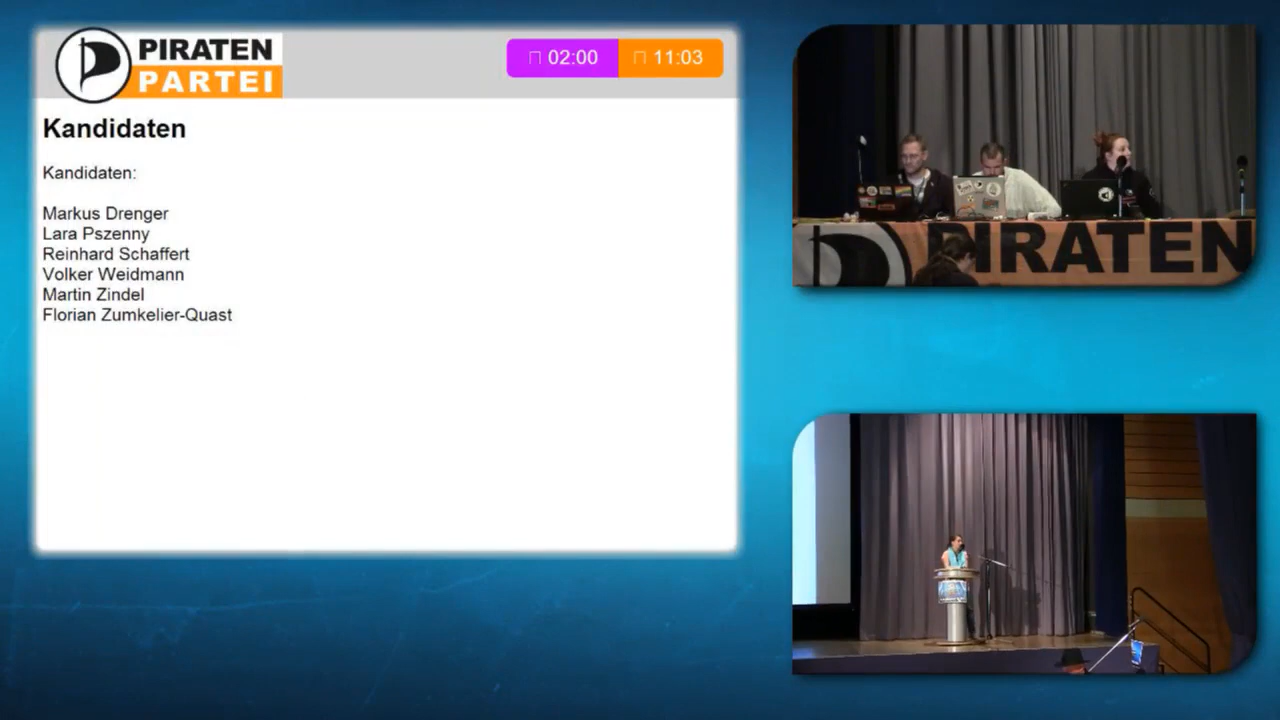 PIRATEN
PARTEI
02:00
11:03
Kandidaten
Kandidaten:
Markus Drenger
Lara Pszenny
Reinhard Schaffert
Volker Weidmann
Martin Zindel
Florian Zumkelier-Quast
PIRATEN